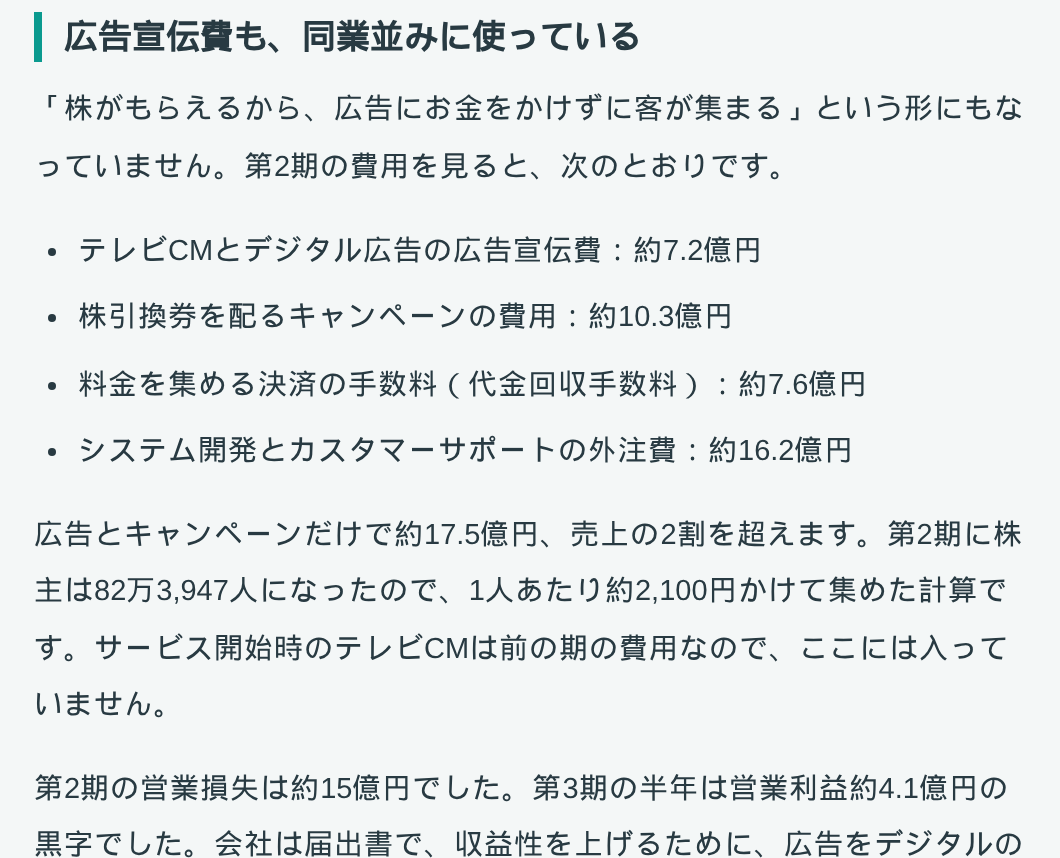 広告宣伝費も、同業並みに使っている
「株がもらえるから、広告にお金をかけずに客が集まる」という形にもな
っていません。第2期の費用を見ると、次のとおりです。
• テレビCMとデジタル広告の広告宣伝費：約7.2億円
• 株引換券を配るキャンペーンの費用：約10.3億円
• 料金を集める決済の手数料（代金回収手数料）：約7.6億円
• システム開発とカスタマーサポートの外注費：約16.2億円
広告とキャンペーンだけで約17.5億円、売上の2割を超えます。第2期に株
主は82万3,947人になったので、1人あたり約2,100円かけて集めた計算で
す。サービス開始時のテレビCMは前の期の費用なので、ここには入って
いません。
第2期の営業損失は約15億円でした。第3期の半年は営業利益約4.1億円の
黒字でした。会社は届出書で、収益性を上げるために、広告をデジタルの